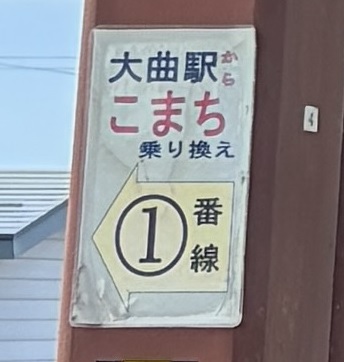 大曲駅から
こまち
乗り換え
①番線